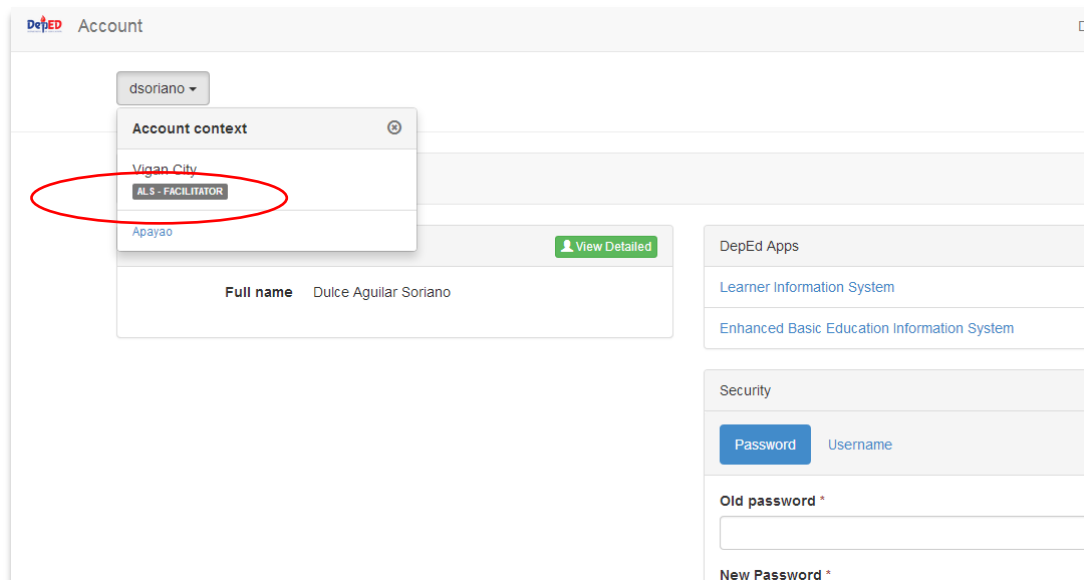 DepED Account
dsoriano
Account context
Vigan City
ALS - FACILITATOR
Apayao
View Detailed
Full name Dulce Aguilar Soriano
DepEd Apps
Learner Information System
Enhanced Basic Education Information System
Security
Password Username
Old password *
New Password *